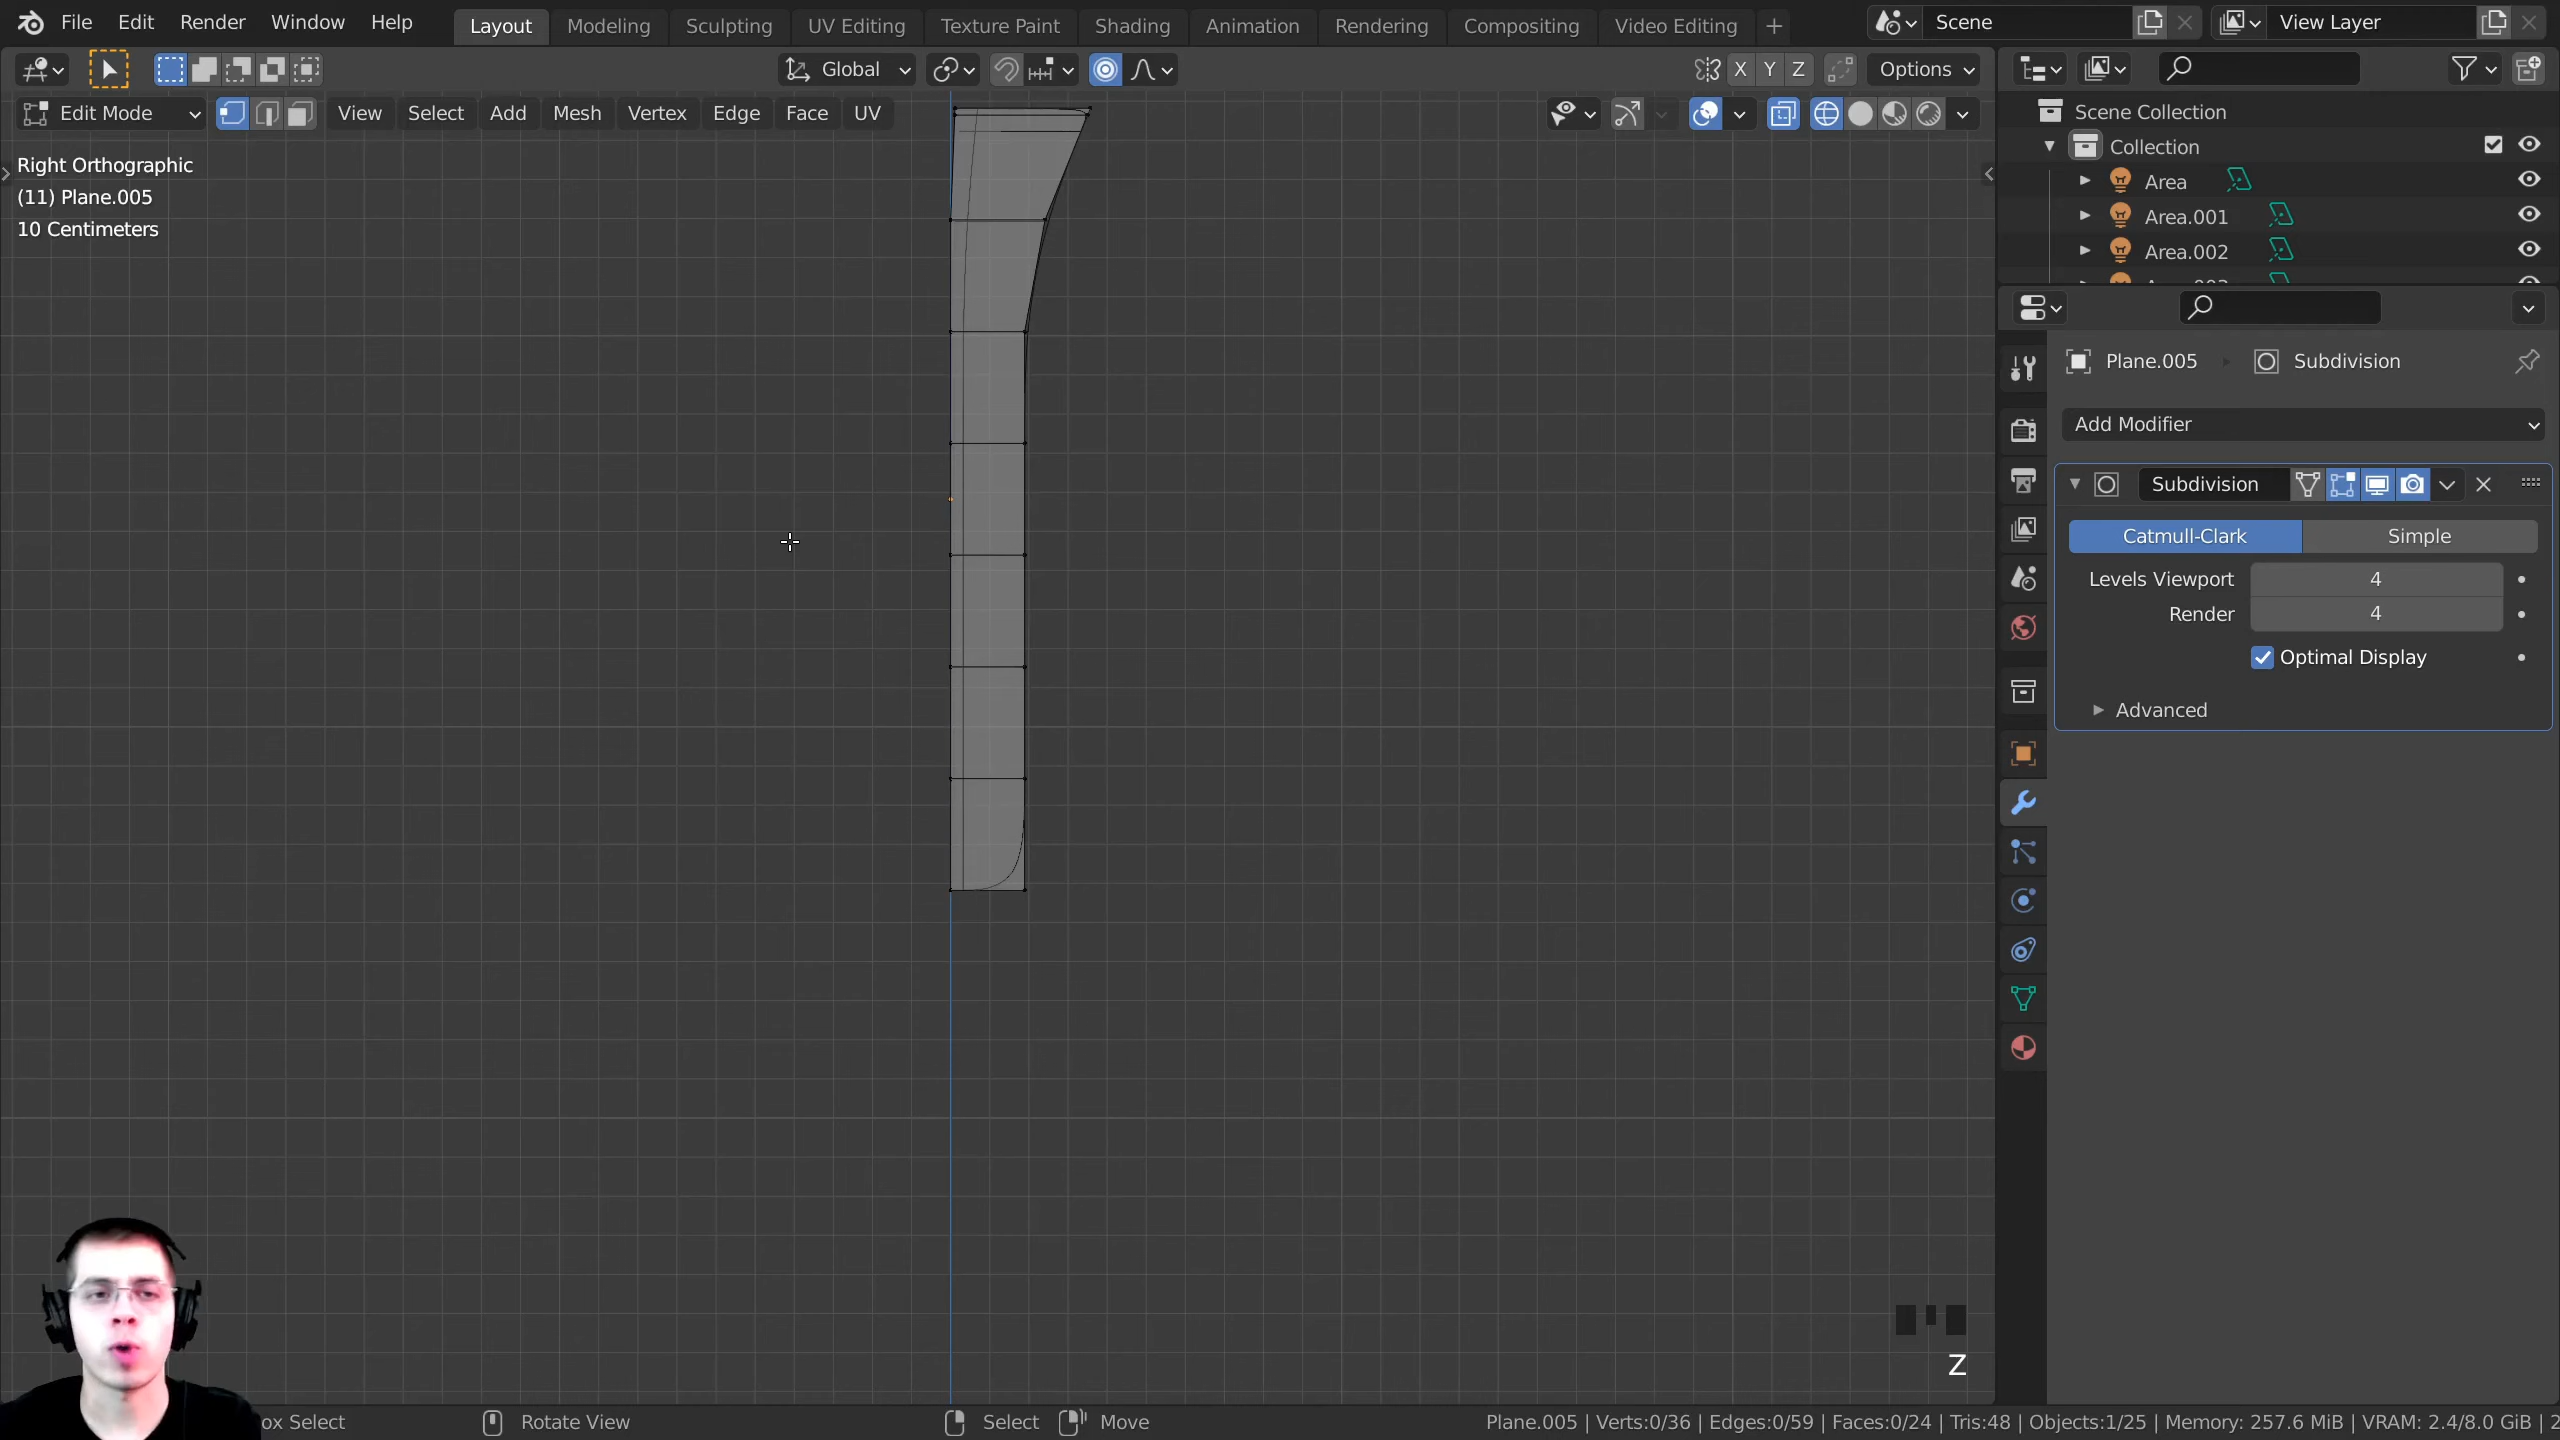 File Edit Render Window Help Layout Modeling Sculpting UV Editing Texture Paint Shading Animation Rendering Compositing Video Editing + Scene View Layer
Global X Y Z Options
Edit Mode View Select Add Mesh Vertex Edge Face UV
Right Orthographic
(11) Plane.005
10 Centimeters
Scene Collection
Collection
Area
Area.001
Area.002
Plane.005 Subdivision
Add Modifier
Subdivision
Catmull-Clark Simple
Levels Viewport 4
Render 4
Optimal Display
Advanced
Z
ox Select Rotate View Select Move Plane.005 | Verts:0/36 | Edges:0/59 | Faces:0/24 | Tris:48 | Objects:1/25 | Memory: 257.6 MiB | VRAM: 2.4/8.0 GiB | 2